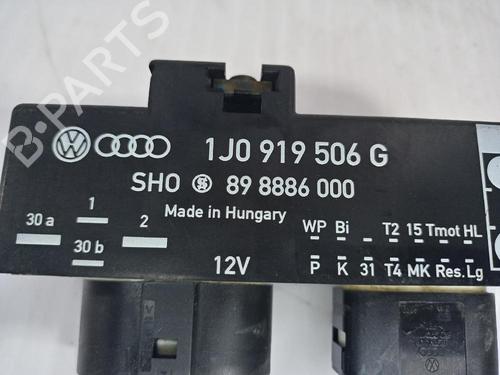 1J0 919 506 G
SHO 89 8886 000
Made in Hungary
1
30 a
2
30 b
12V
WP Bi T2 15 Tmot HL
P K 31 T4 MK Res. Lg
B-PARTS